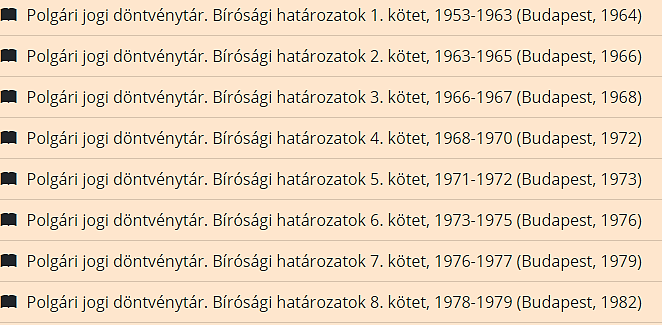 Polgári jogi döntvénytár. Bírósági határozatok 1. kötet, 1953-1963 (Budapest, 1964)
Polgári jogi döntvénytár. Bírósági határozatok 2. kötet, 1963-1965 (Budapest, 1966)
Polgári jogi döntvénytár. Bírósági határozatok 3. kötet, 1966-1967 (Budapest, 1968)
Polgári jogi döntvénytár. Bírósági határozatok 4. kötet, 1968-1970 (Budapest, 1972)
Polgári jogi döntvénytár. Bírósági határozatok 5. kötet, 1971-1972 (Budapest, 1973)
Polgári jogi döntvénytár. Bírósági határozatok 6. kötet, 1973-1975 (Budapest, 1976)
Polgári jogi döntvénytár. Bírósági határozatok 7. kötet, 1976-1977 (Budapest, 1979)
Polgári jogi döntvénytár. Bírósági határozatok 8. kötet, 1978-1979 (Budapest, 1982)